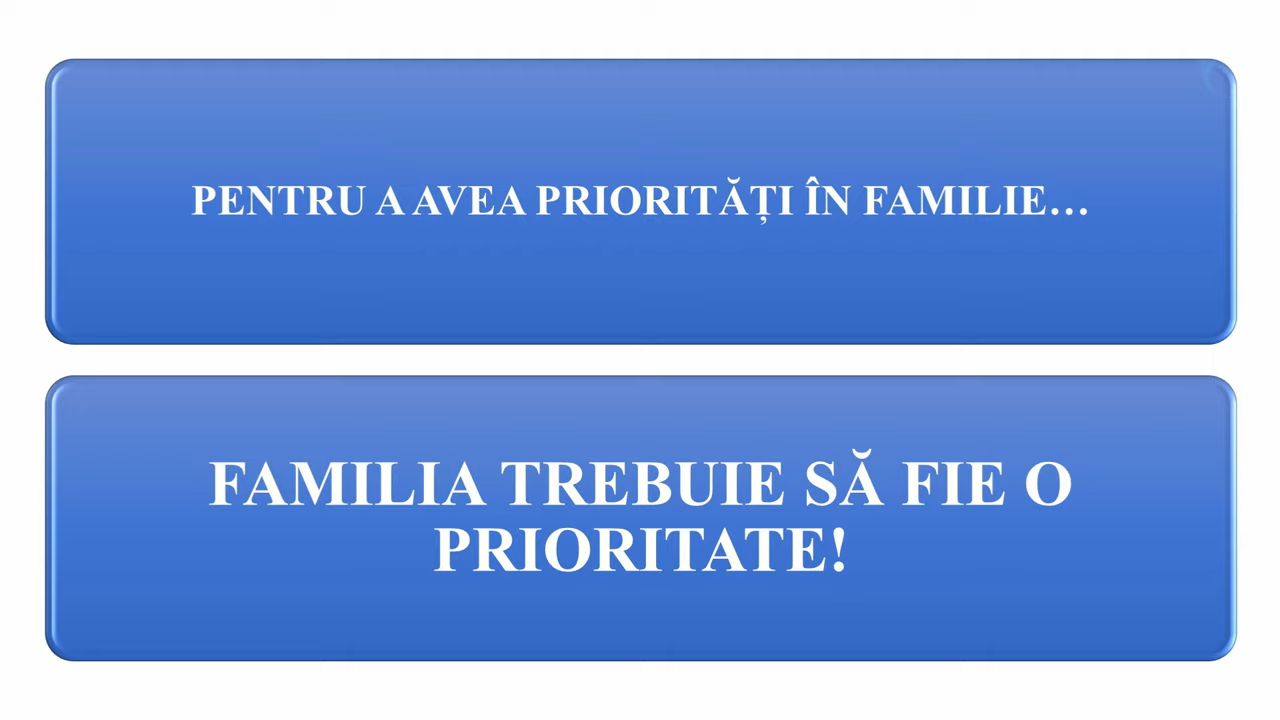 PENTRU A AVEA PRIORITĂȚI ÎN FAMILIE…
FAMILIA TREBUIE SĂ FIE O
PRIORITATE!